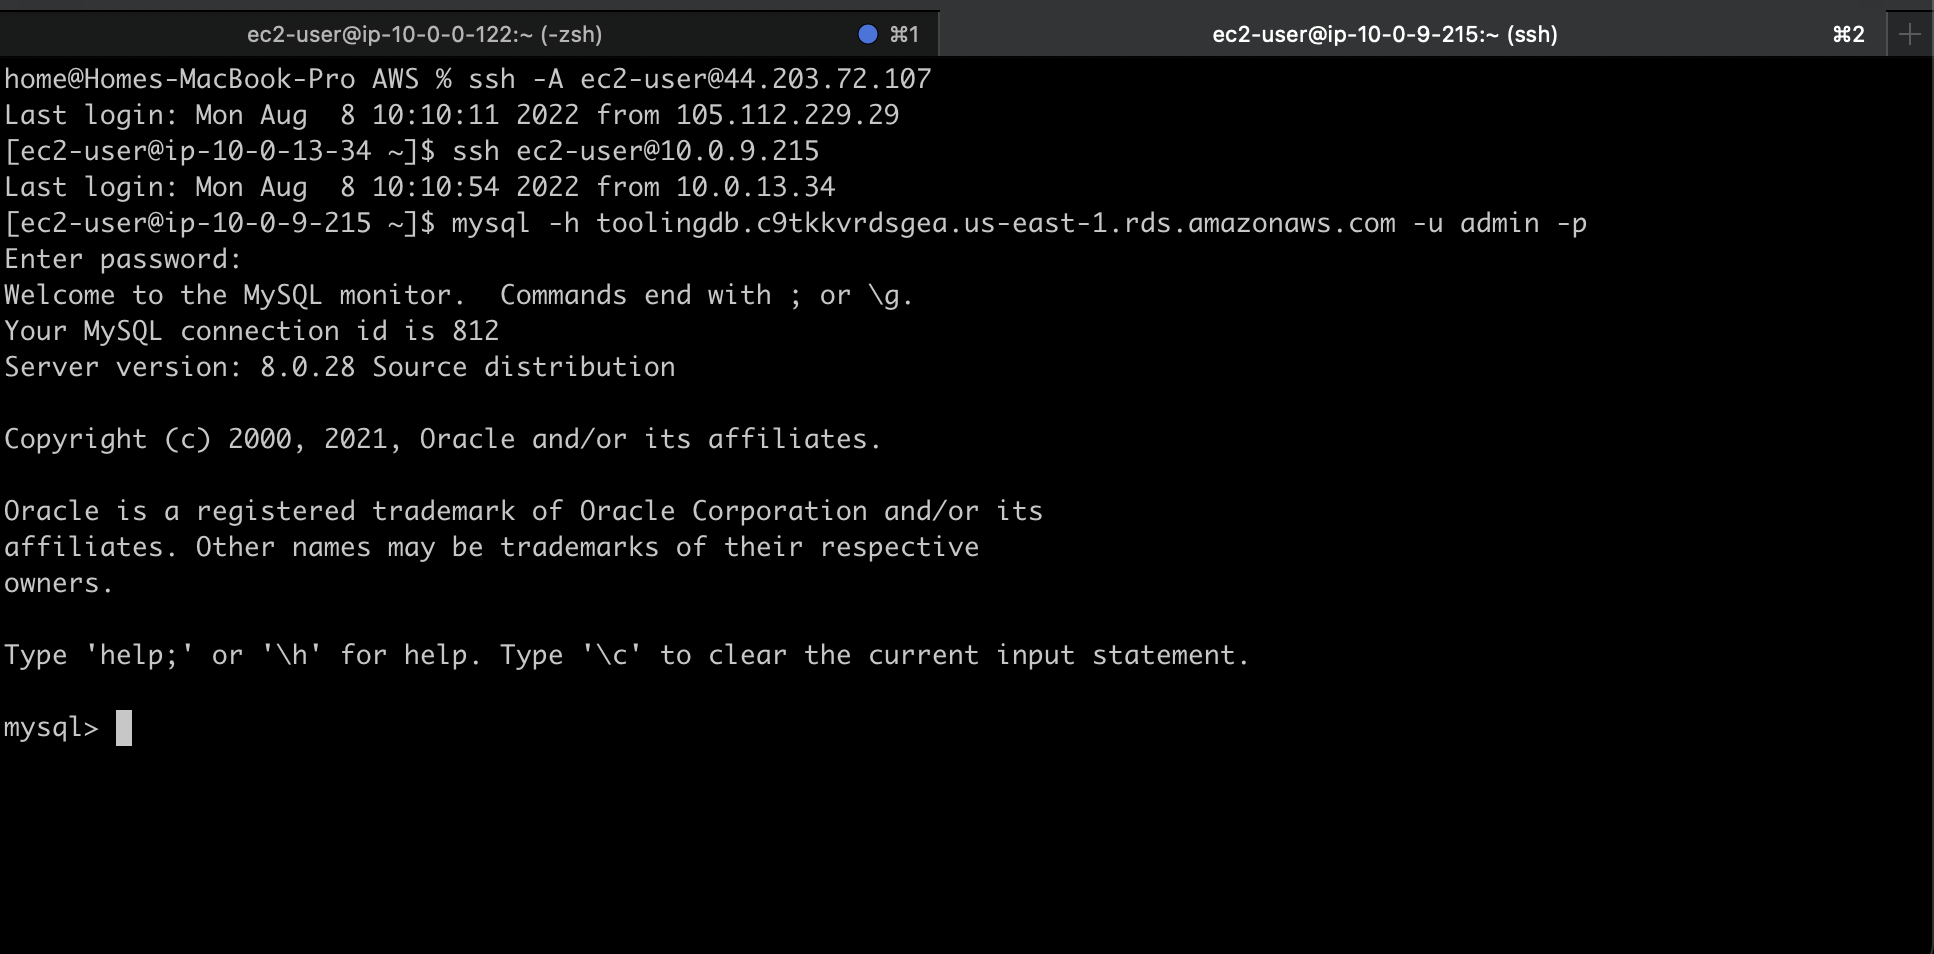 ec2-user@ip-10-0-0-122:~ (-zsh) ⌘1 ec2-user@ip-10-0-9-215:~ (ssh) ⌘2 +
home@Homes-MacBook-Pro AWS % ssh -A ec2-user@44.203.72.107
Last login: Mon Aug  8 10:10:11 2022 from 105.112.229.29
[ec2-user@ip-10-0-13-34 ~]$ ssh ec2-user@10.0.9.215
Last login: Mon Aug  8 10:10:54 2022 from 10.0.13.34
[ec2-user@ip-10-0-9-215 ~]$ mysql -h toolingdb.c9tkkvrdsgea.us-east-1.rds.amazonaws.com -u admin -p
Enter password:
Welcome to the MySQL monitor.  Commands end with ; or \g.
Your MySQL connection id is 812
Server version: 8.0.28 Source distribution
Copyright (c) 2000, 2021, Oracle and/or its affiliates.
Oracle is a registered trademark of Oracle Corporation and/or its
affiliates. Other names may be trademarks of their respective
owners.
Type 'help;' or '\h' for help. Type '\c' to clear the current input statement.
mysql>